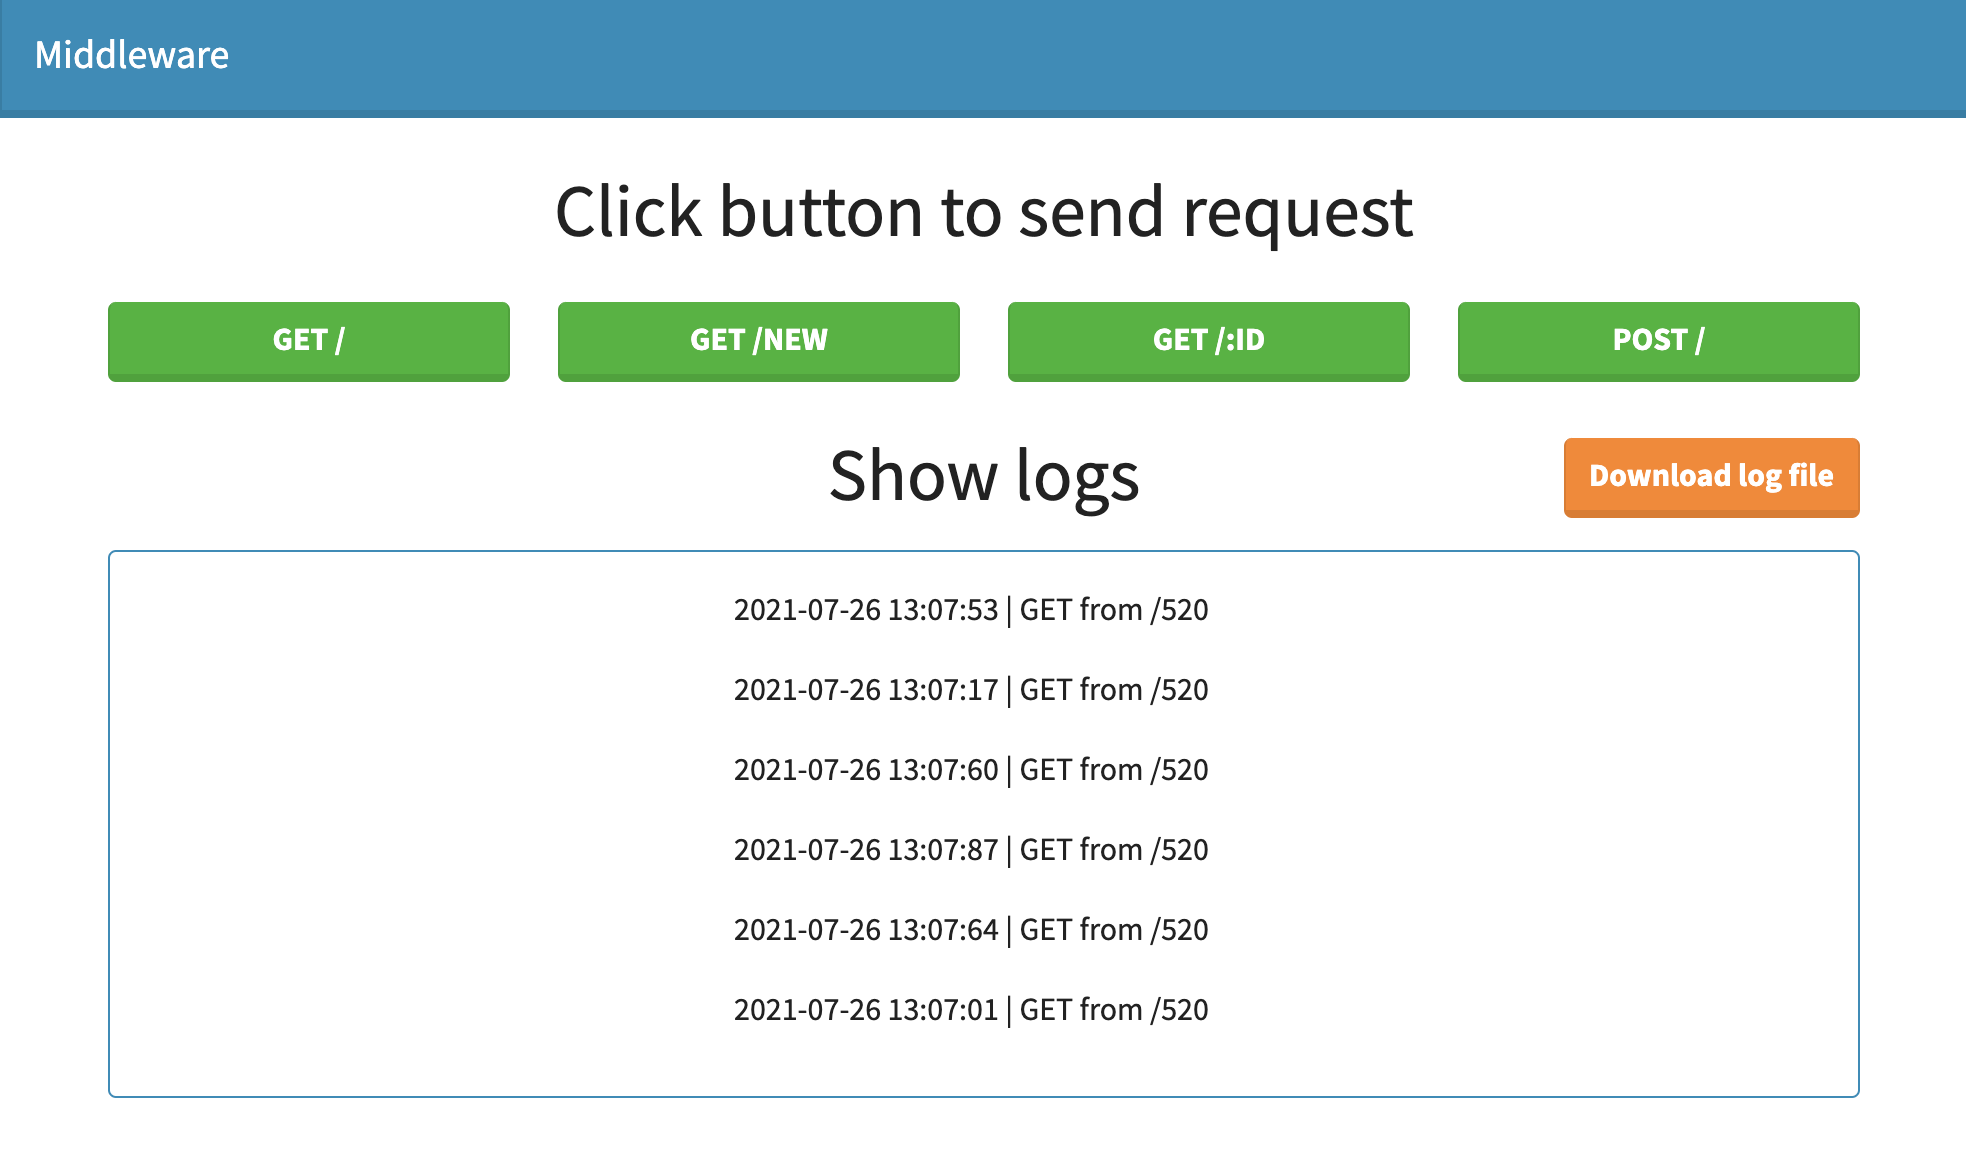 Middleware
Click button to send request
GET /
GET /NEW
GET /:ID
POST /
Show logs
Download log file
2021-07-26 13:07:53 | GET from /520
2021-07-26 13:07:17 | GET from /520
2021-07-26 13:07:60 | GET from /520
2021-07-26 13:07:87 | GET from /520
2021-07-26 13:07:64 | GET from /520
2021-07-26 13:07:01 | GET from /520